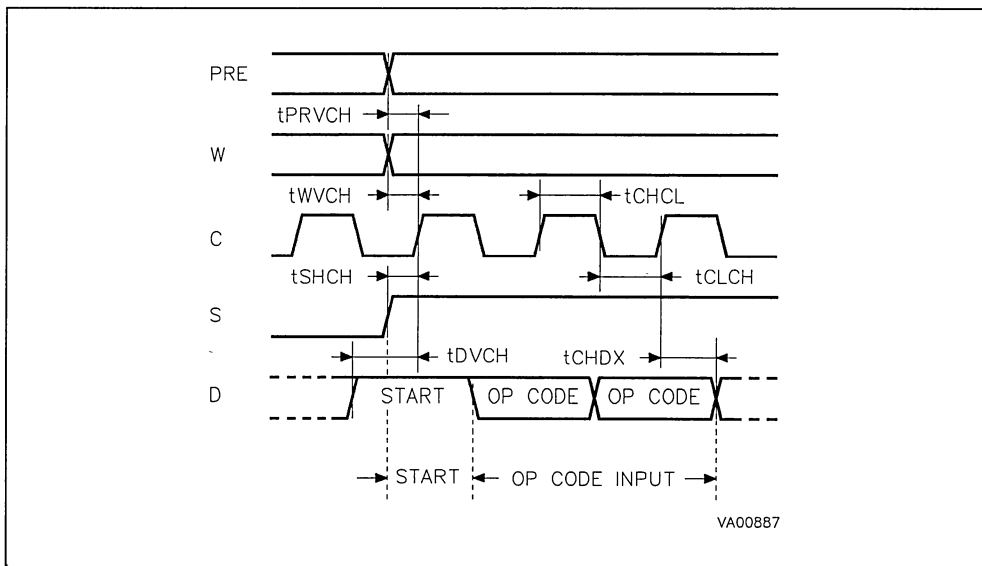 PRE
tPRVCH
W
tWVCH
tCHCL
C
tSHCH
tCLCH
S
tDVCH
tCHDX
D
START
OP CODE
OP CODE
START
OP CODE INPUT
VA00887